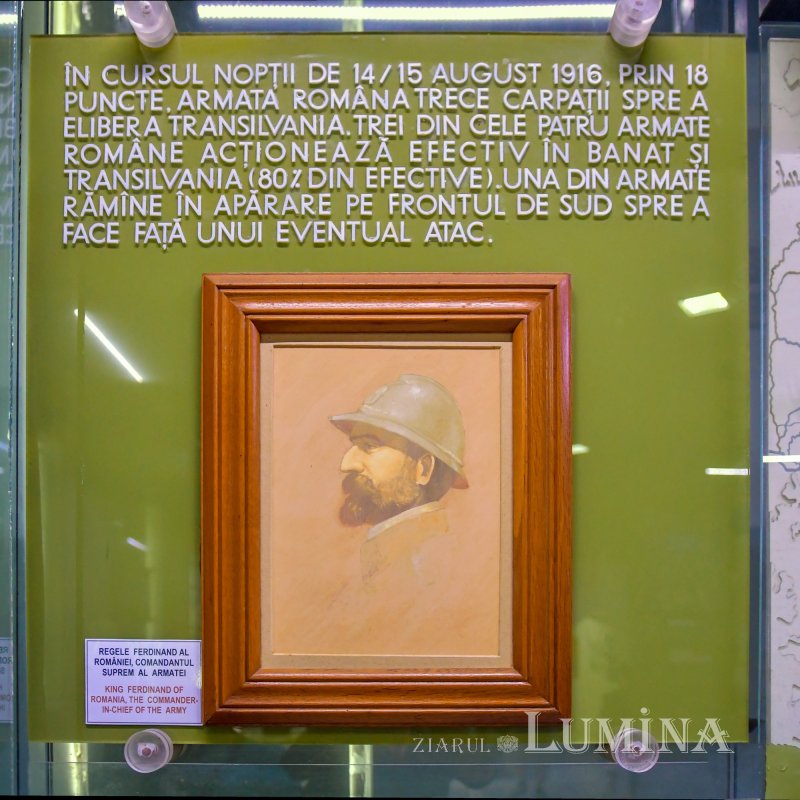 ÎN CURSUL NOPȚII DE 14/15 AUGUST 1916, PRIN 18
PUNCTE, ARMATA ROMÂNA TRECE CARPAȚII SPRE A
ELIBERA TRANSILVANIA. TREI DIN CELE PATRU ARMATE
ROMÂNE ACȚIONEAZĂ EFECTIV ÎN BANAT ȘI
TRANSILVANIA (80% DIN EFECTIVE). UNA DIN ARMATE
RĂMÎNE ÎN APĂRARE PE FRONTUL DE SUD SPRE A
FACE FAȚĂ UNUI EVENTUAL ATAC.
REGELE FERDINAND AL
ROMÂNIEI, COMANDANTUL
SUPREM AL ARMATEI
KING FERDINAND OF
ROMANIA, THE COMMANDER-
IN-CHIEF OF THE ARMY
ZIARUL LUMINA